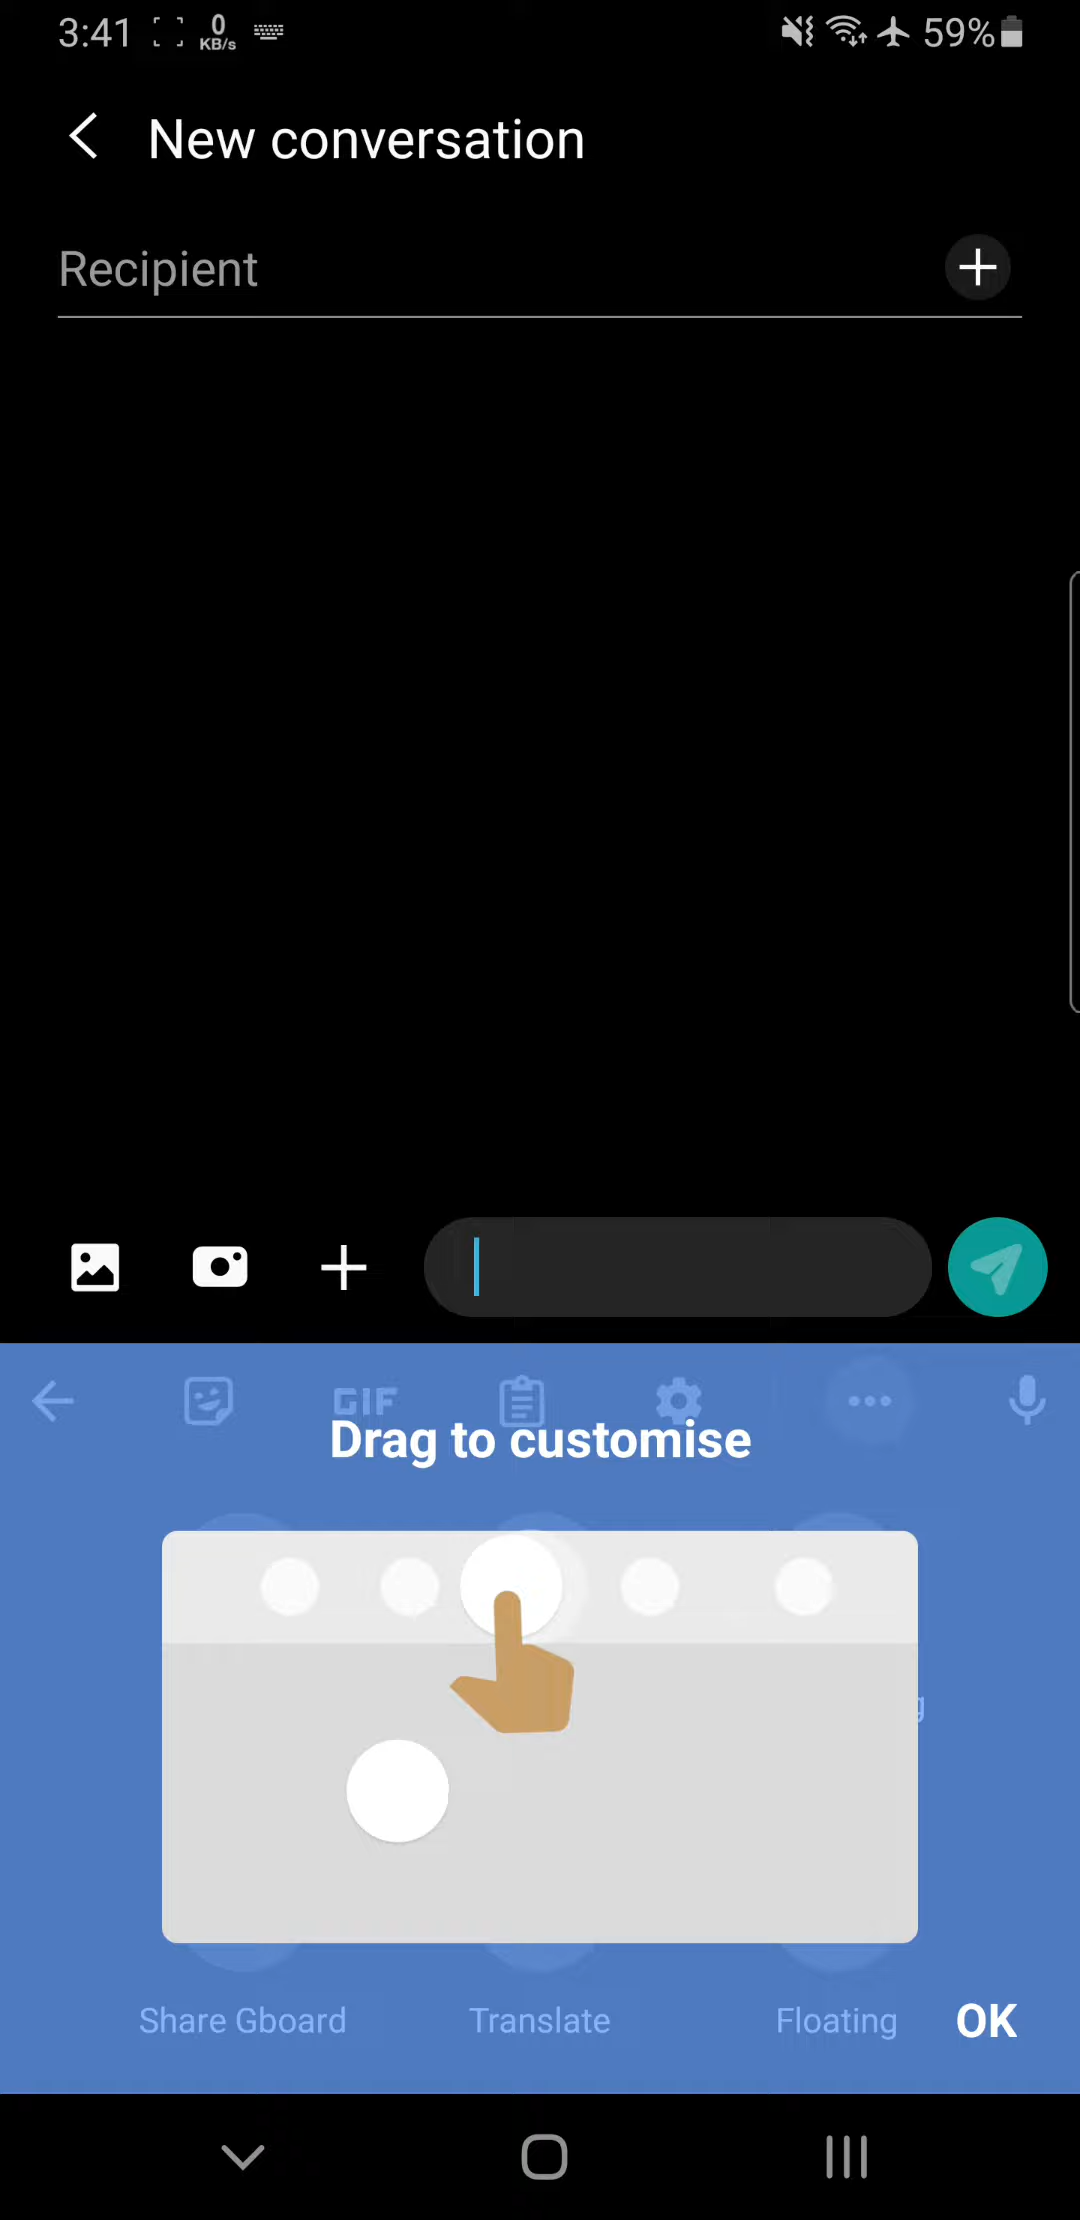 3:41 0 KB/s 59%
New conversation
Recipient
GIF
Drag to customise
g
Share Gboard Translate Floating OK